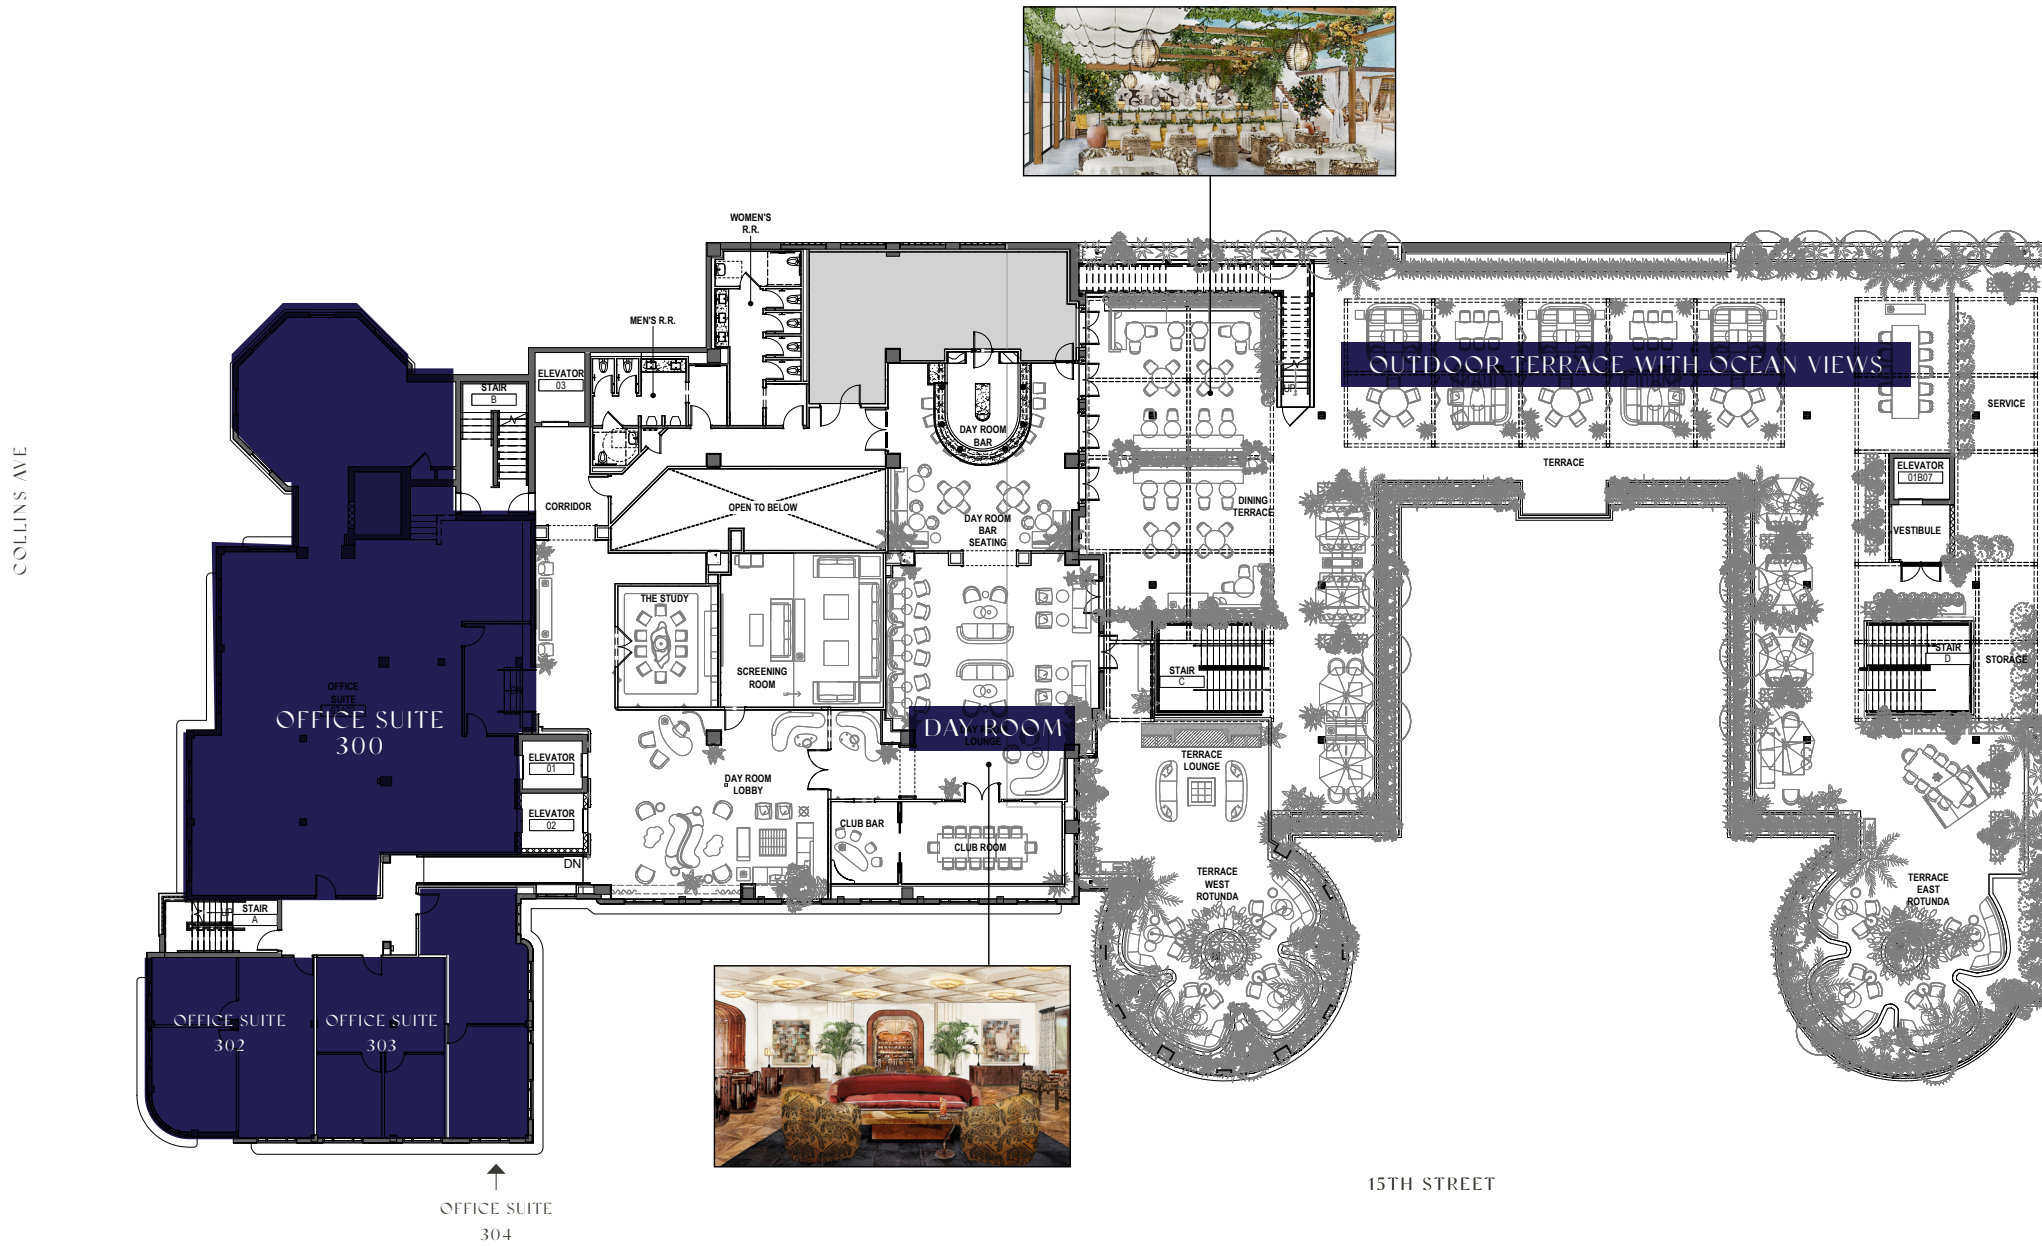 WOMEN'S
R.R.
MEN'S R.R.
ELEVATOR
03
STAIR
B
DAY ROOM
BAR
OUTDOOR TERRACE WITH OCEAN VIEWS
UP
SERVICE
TERRACE
ELEVATOR
01B07
VESTIBULE
COLLINS AVE
CORRIDOR
OPEN TO BELOW
DAY ROOM
BAR
SEATING
DINING
TERRACE
THE STUDY
SCREENING
ROOM
STAIR
C
STAIR
D
STORAGE
OFFICE
SUITE
OFFICE SUITE
300
DN
DAY ROOM
LOUNGE
TERRACE
LOUNGE
ELEVATOR
01
ELEVATOR
02
DAY ROOM
LOBBY
CLUB BAR
CLUB ROOM
DN
TERRACE
WEST
ROTUNDA
TERRACE
EAST
ROTUNDA
UP
STAIR
A
OFFICE SUITE
302
OFFICE SUITE
303
OFFICE SUITE
304
15TH STREET